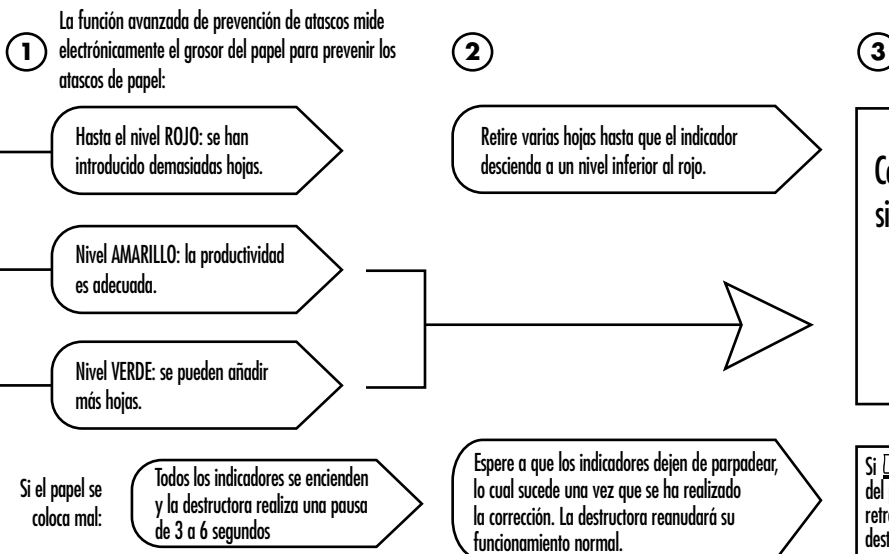 1
La función avanzada de prevención de atascos mide
electrónicamente el grosor del papel para prevenir los
atascos de papel:
2
3
Hasta el nivel ROJO: se han
introducido demasiadas hojas.
Retire varias hojas hasta que el indicador
descienda a un nivel inferior al rojo.
Nivel AMARILLO: la productividad
es adecuada.
Nivel VERDE: se pueden añadir
más hojas.
Si el papel se
coloca mal:
Todos los indicadores se encienden
y la destructora realiza una pausa
de 3 a 6 segundos
Espere a que los indicadores dejen de parpadear,
lo cual sucede una vez que se ha realizado
la corrección. La destructora reanudará su
funcionamiento normal.
Si
del